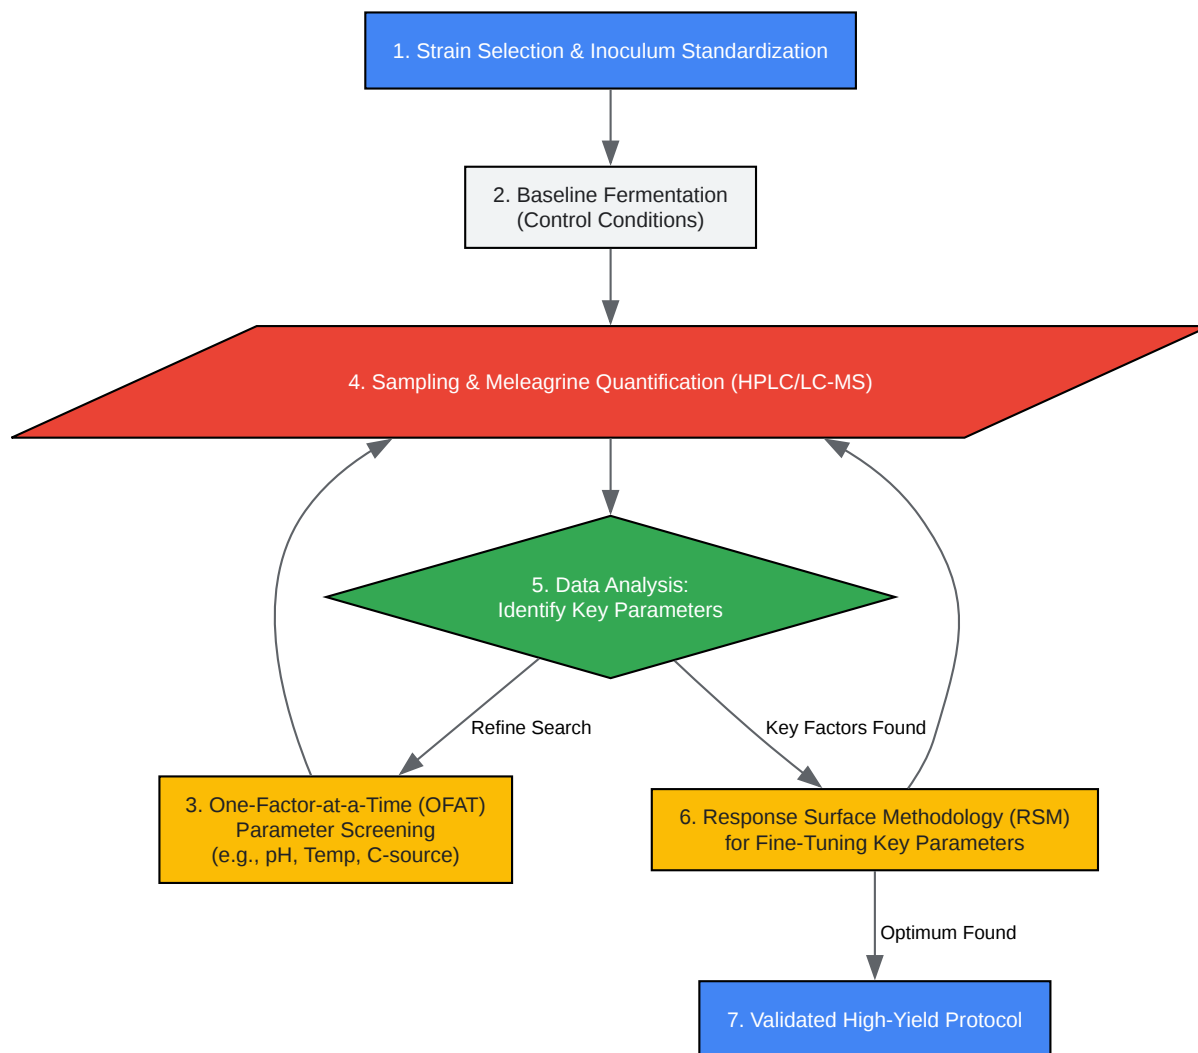 1. Strain Selection & Inoculum Standardization
2. Baseline Fermentation
(Control Conditions)
4. Sampling & Meleagrine Quantification (HPLC/LC-MS)
5. Data Analysis:
Identify Key Parameters
Refine Search
Key Factors Found
3. One-Factor-at-a-Time (OFAT)
Parameter Screening
(e.g., pH, Temp, C-source)
6. Response Surface Methodology (RSM)
for Fine-Tuning Key Parameters
Optimum Found
7. Validated High-Yield Protocol